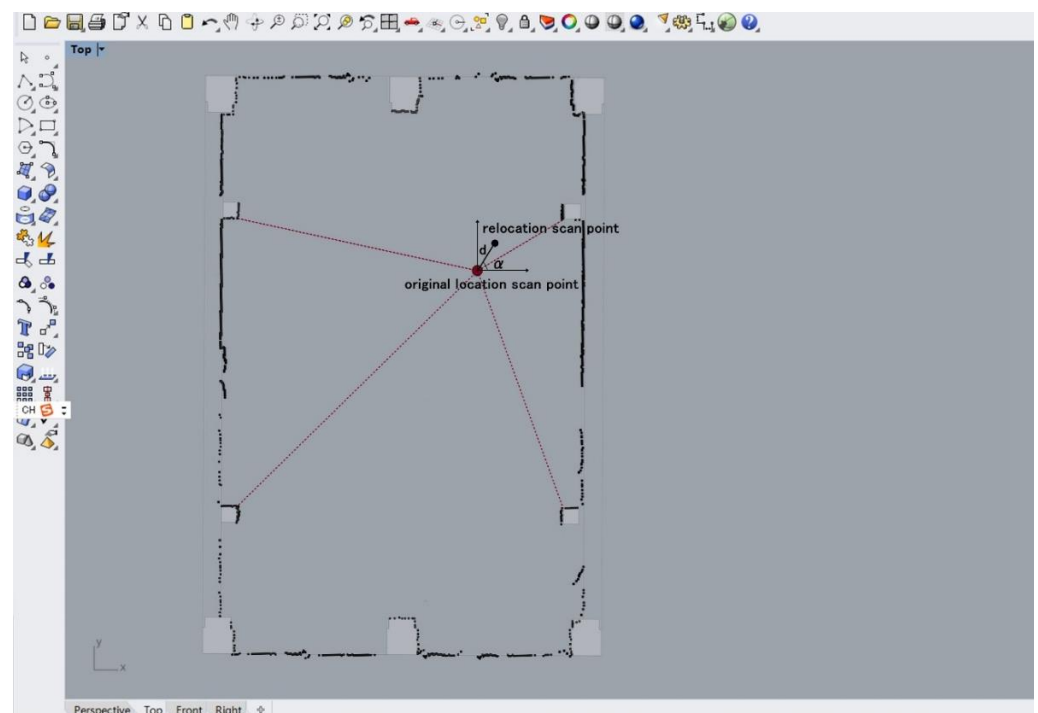 Top
relocation scan point
d
α
original location scan point
CH
y
x
Perspective Top Front Right